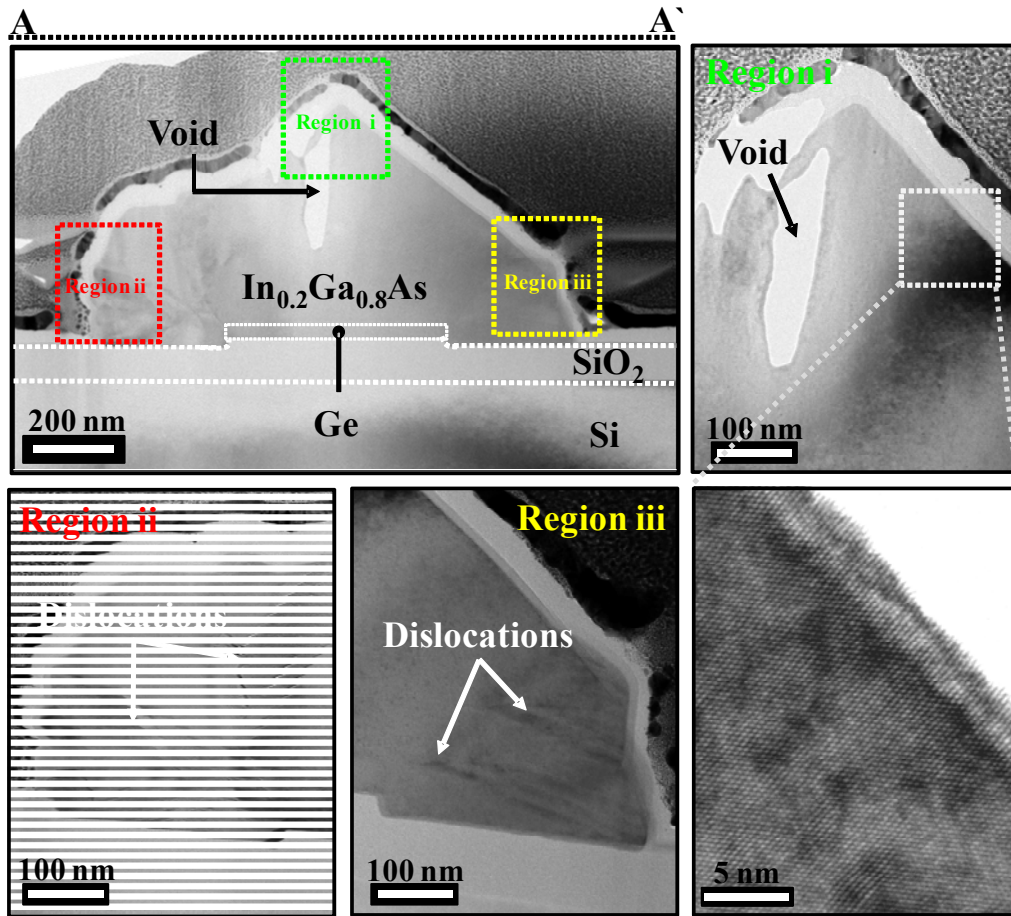 A A`
Region i
Void
Region ii
Region iii
In0.2Ga0.8As
SiO2
Ge
Si
200 nm
Region i
Void
100 nm
Region ii
Dislocations
100 nm
Region iii
Dislocations
100 nm
5 nm